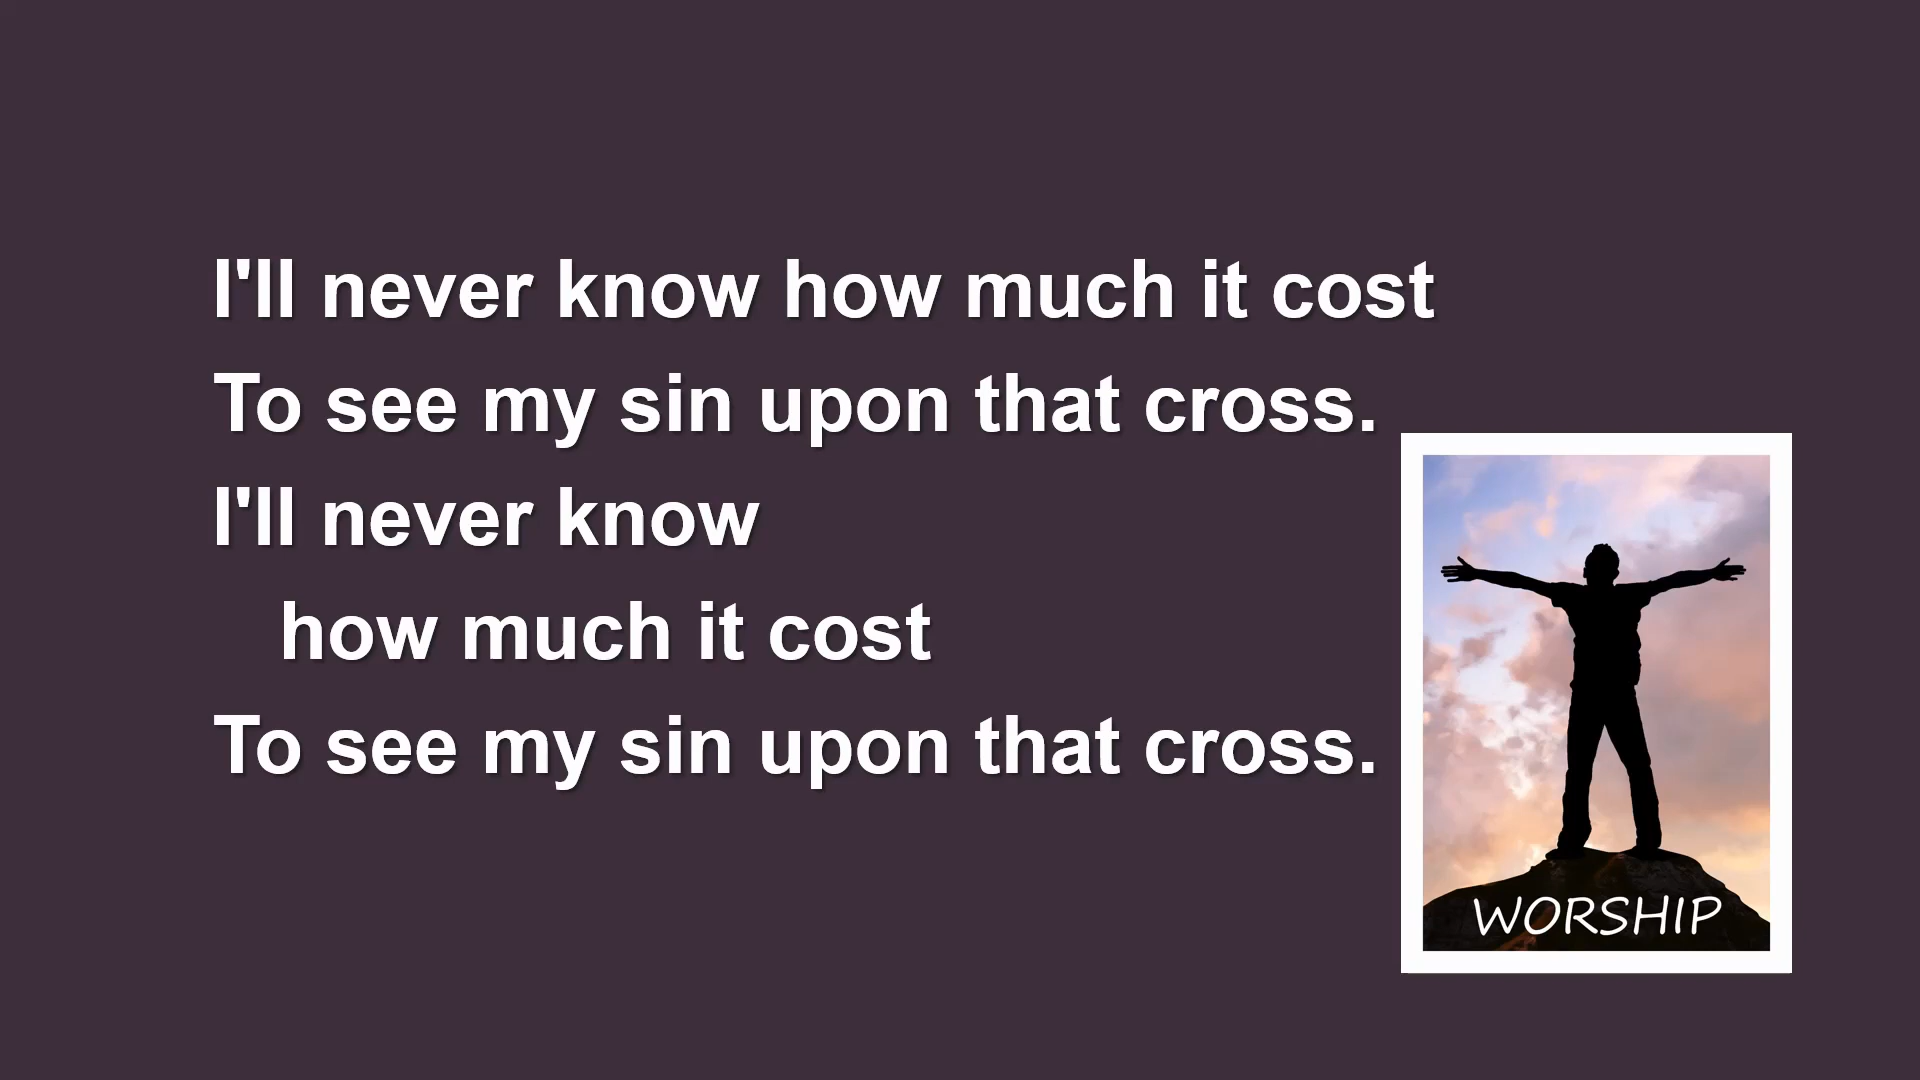 I'll never know how much it cost
To see my sin upon that cross.
I'll never know
how much it cost
To see my sin upon that cross.
WORSHIP